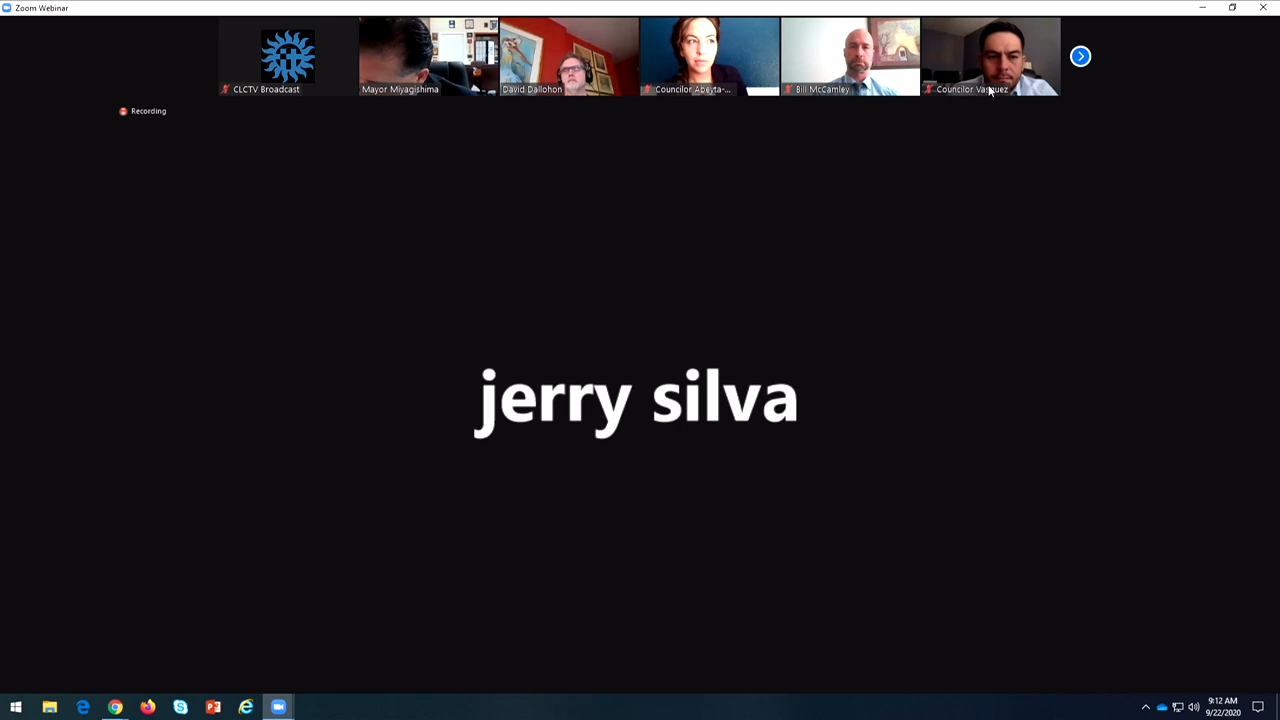 Zoom Webinar
CLCTV Broadcast
Mayor Miyagishima
David Dallohon
Councilor Abeyta-...
Bill McCamley
Councilor Vasquez
Recording
jerry silva
9:12 AM
9/22/2020